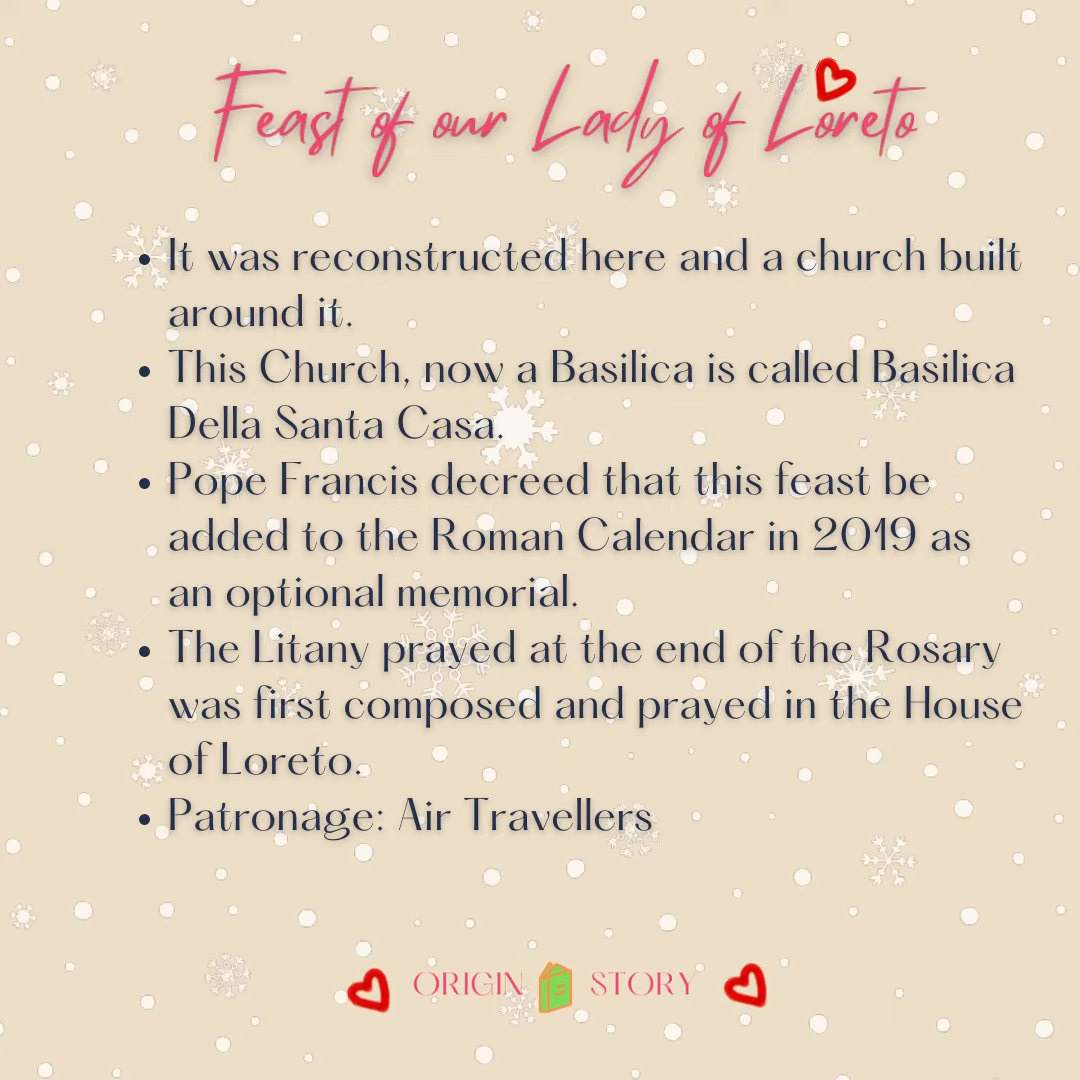 Feast of our Lady of Loreto
• It was reconstructed here and a church built
around it.
• This Church, now a Basilica is called Basilica
Della Santa Casa.
• Pope Francis decreed that this feast be
added to the Roman Calendar in 2019 as
an optional memorial.
• The Litany prayed at the end of the Rosary
was first composed and prayed in the House
of Loreto.
• Patronage: Air Travellers
ORIGIN STORY